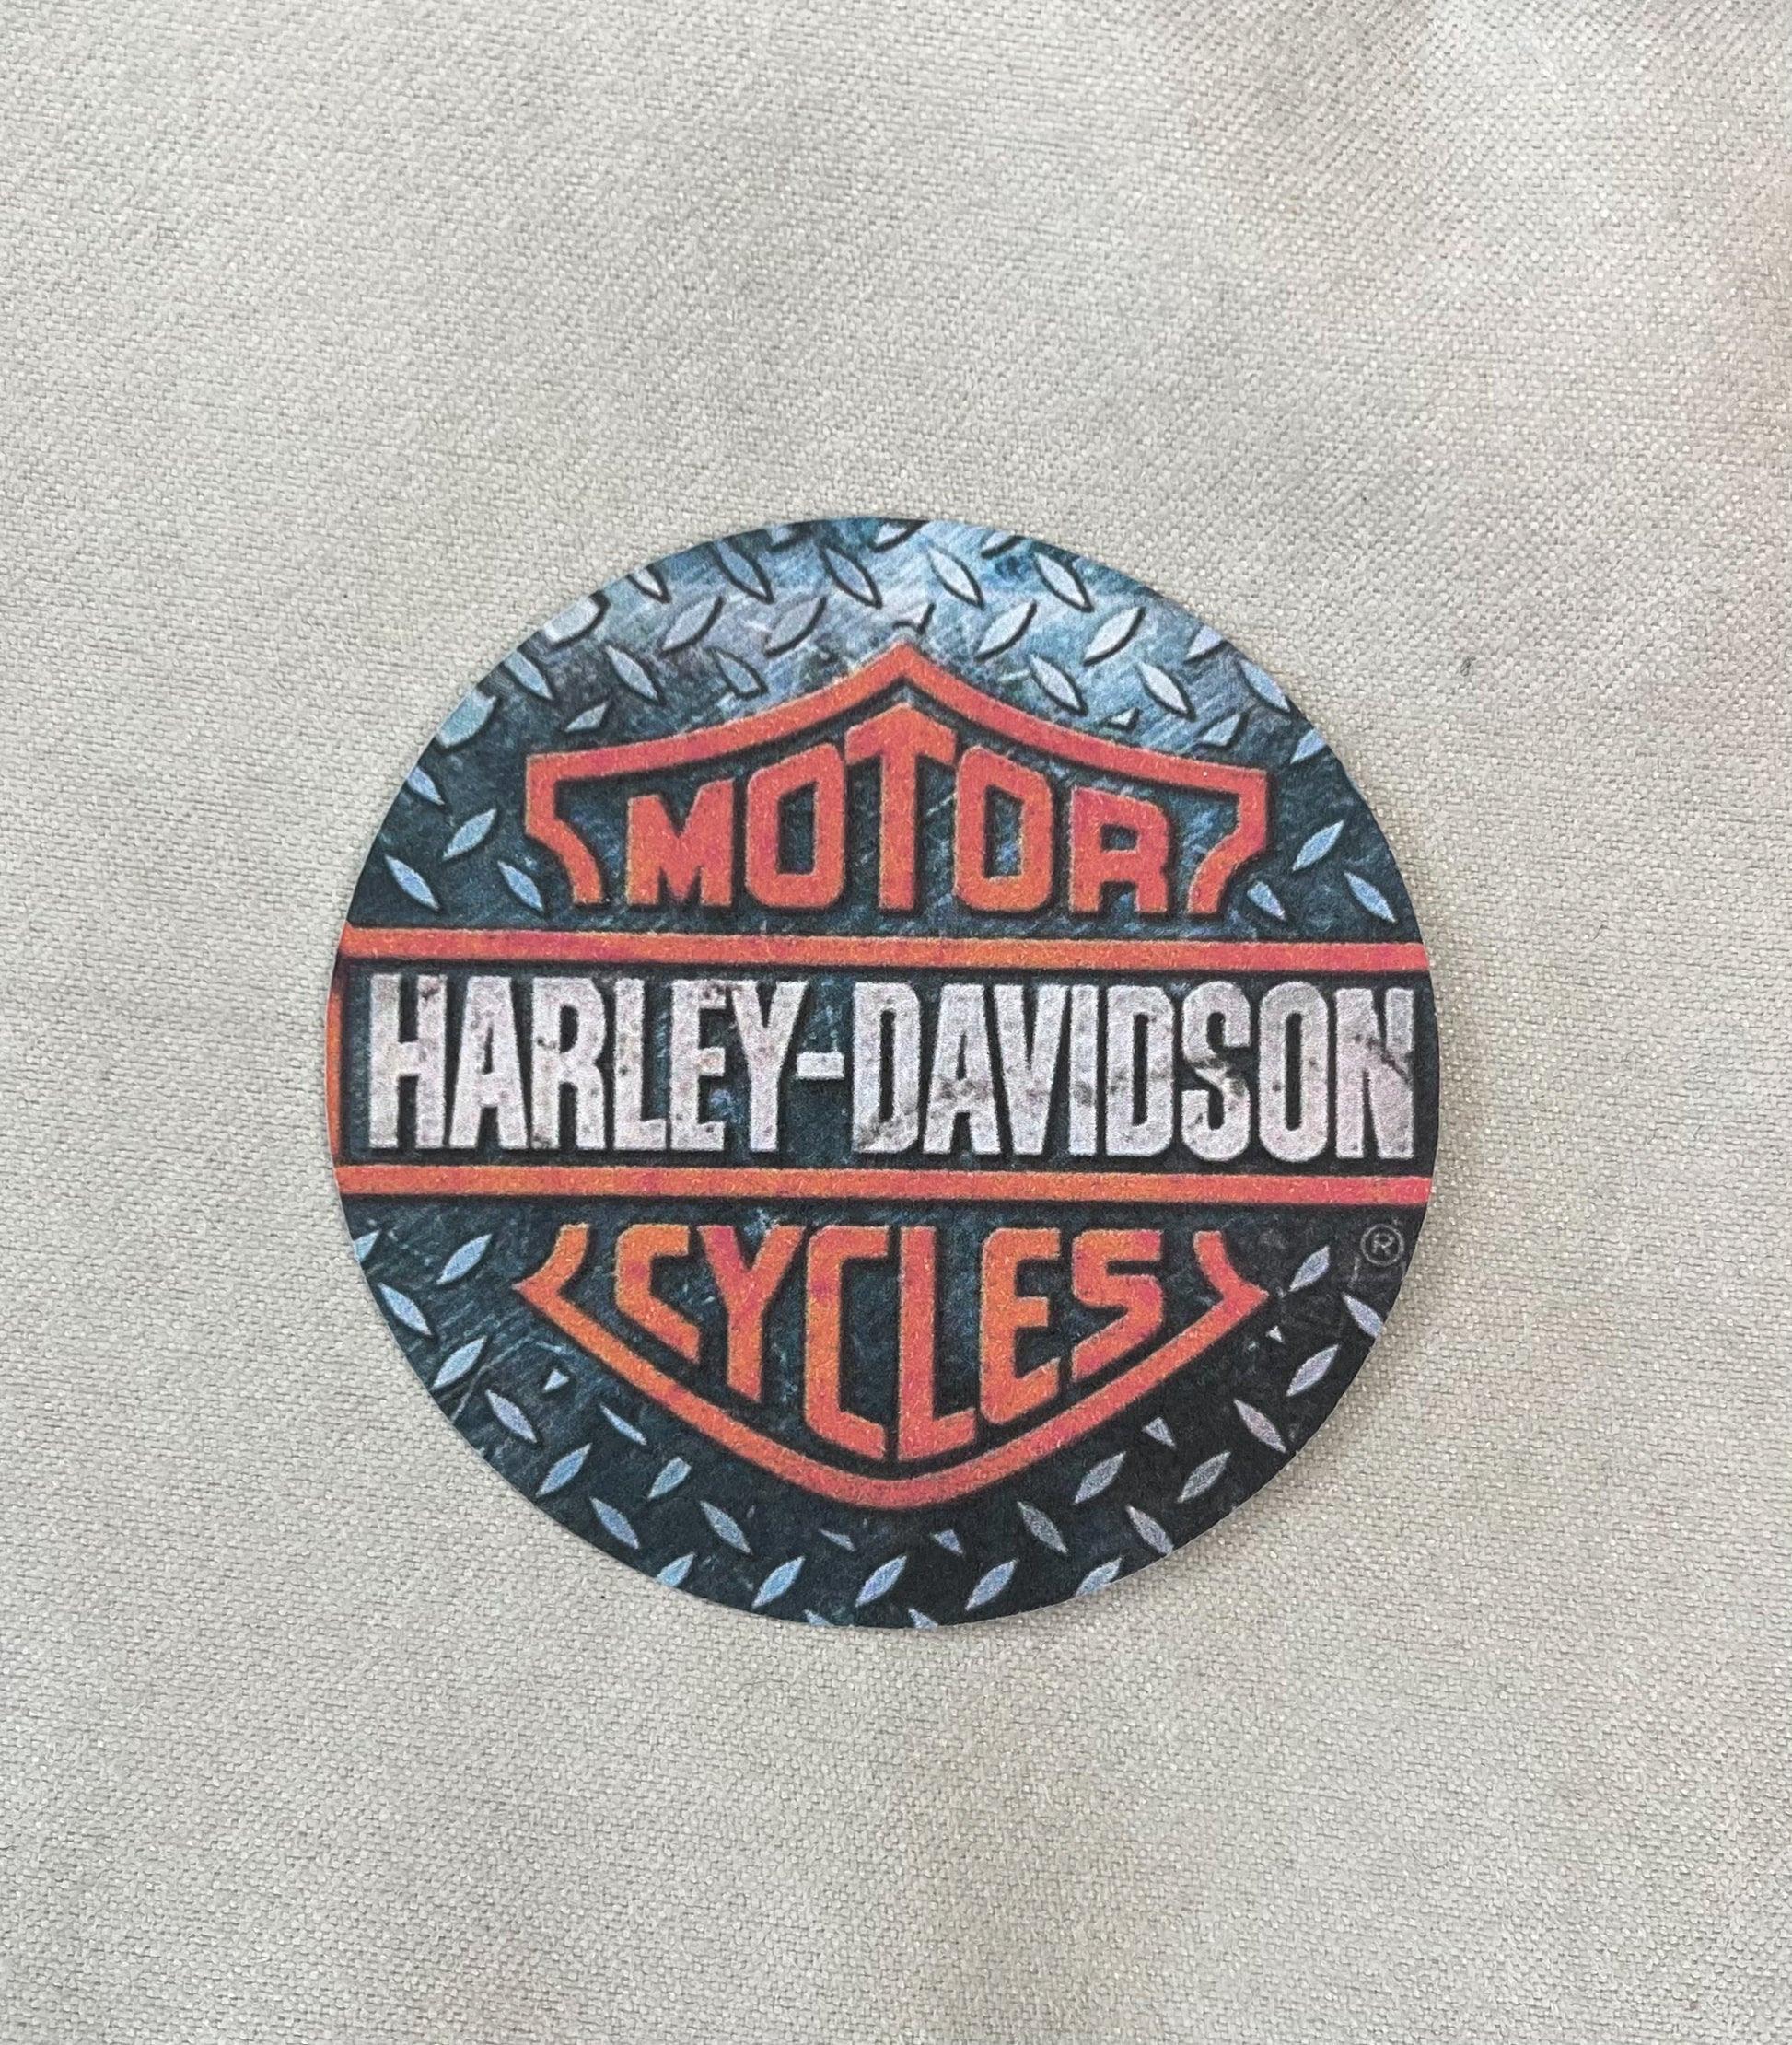 MOTOR
HARLEY-DAVIDSON
®
CYCLES